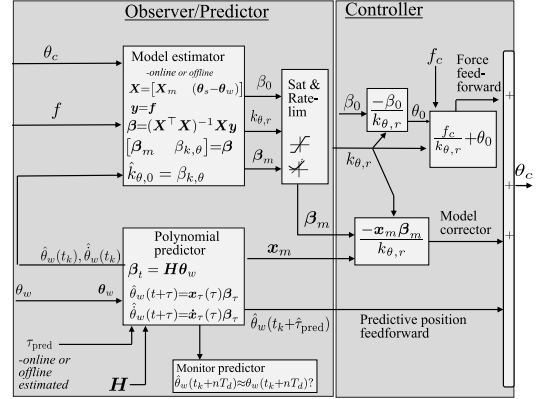 Observer/Predictor
Controller
θ_c
Model estimator
-online or offline
X=[X_m (θ_s−θ_w)]
y=f
β=(X^⊤X)^{-1}Xy
[β_m β_{k,θ}]=β
k̂_{θ,0} = β_{k,θ}
f
β_0
k_{θ,r}
β_m
Sat &
Rate-
lim
β_0
−β_0
k_{θ,r}
θ_0
f_c
Force
feed-
forward
f_c/k_{θ,r}+θ_0
k_{θ,r}
θ_c
+
+
+
β_m
−x_mβ_m
k_{θ,r}
Model
corrector
Polynomial
predictor
β_t = Hθ_w
θ̂_w(t+τ)=x_τ(τ)β_τ
θ̂̇_w(t+τ)=ẋ_τ(τ)β_τ
θ̂_w(t_k), θ̂̇_w(t_k)
x_m
θ_w
θ_w
θ̂_w(t_k+τ̂_pred)
Predictive position
feedforward
τ_pred
-online or
offline
estimated
H
Monitor predictor
θ̂_w(t_k+nT_d)≈θ_w(t_k+nT_d)?